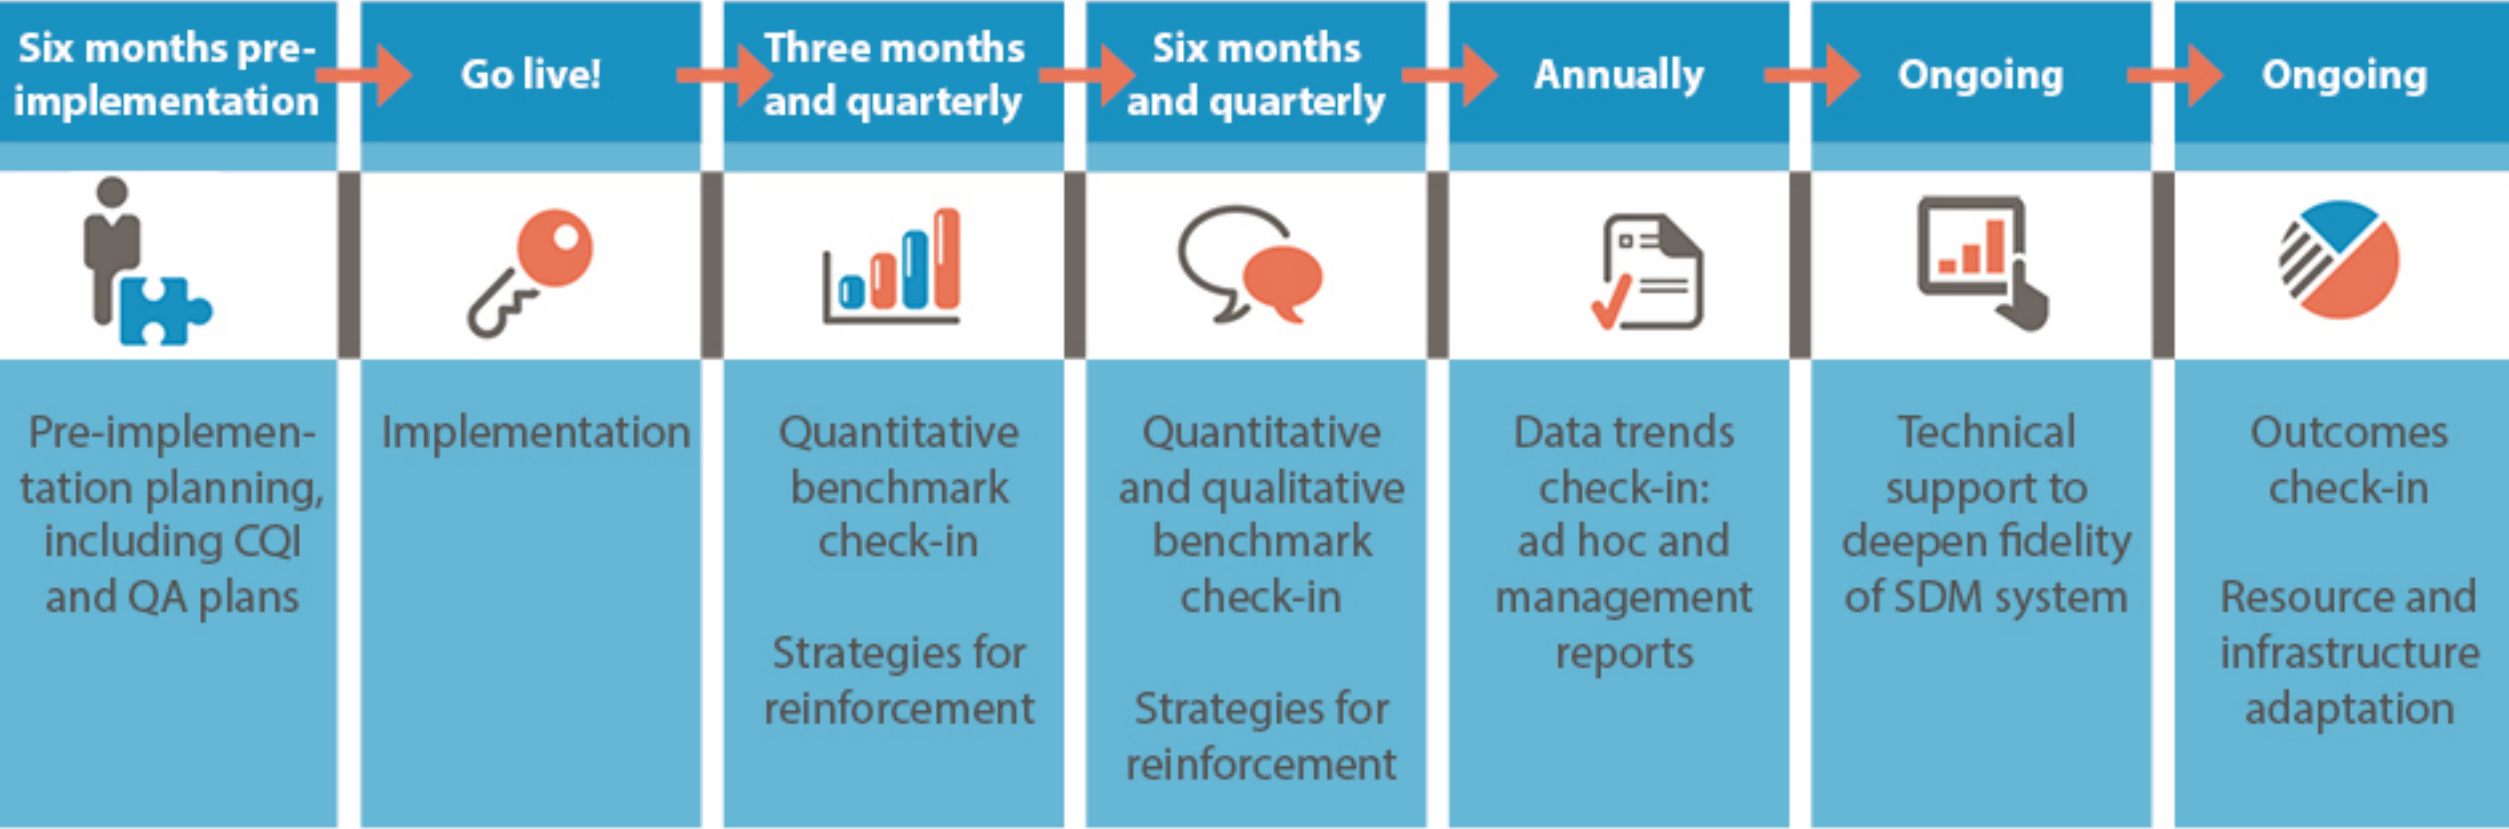 Six months pre-
implementation
Go live!
Three months
and quarterly
Six months
and quarterly
Annually
Ongoing
Ongoing
Pre-implemen-
tation planning,
including CQI
and QA plans
Implementation
Quantitative
benchmark
check-in
Strategies for
reinforcement
Quantitative
and qualitative
benchmark
check-in
Strategies for
reinforcement
Data trends
check-in:
ad hoc and
management
reports
Technical
support to
deepen fidelity
of SDM system
Outcomes
check-in
Resource and
infrastructure
adaptation